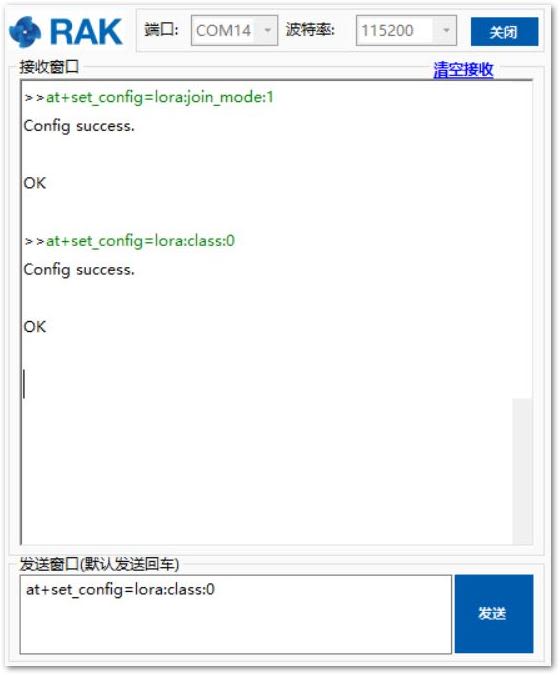 RAK 端口: COM14 波特率: 115200 关闭
接收窗口 清空接收
>>at+set_config=lora:join_mode:1
Config success.
OK
>>at+set_config=lora:class:0
Config success.
OK
发送窗口(默认发送回车)
at+set_config=lora:class:0
发送